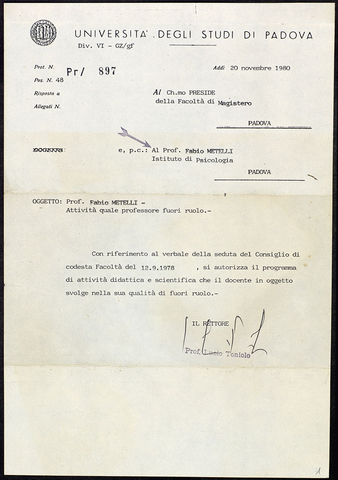 UNIVERSITA' DEGLI STUDI DI PADOVA
Div. VI - GZ/gf
Prot. N. Pr/ 897
Addi 20 novembre 1980
Pos. N. 48
Risposta a
Allegati N.
Al Ch.mo PRESIDE
della Facoltà di Magistero
PADOVA
e, p.c.: Al Prof. Fabio METELLI
Istituto di Psicologia
PADOVA
OGGETTO: Prof. Fabio METELLI -
Attività quale professore fuori ruolo.-
Con riferimento al verbale della seduta del Consiglio di
codesta Facoltà del 12.9.1978 , si autorizza il programma
di attività didattica e scientifica che il docente in oggetto
svolge nella sua qualità di fuori ruolo.-
IL RETTORE
Prof. Lucio Toniolo
1